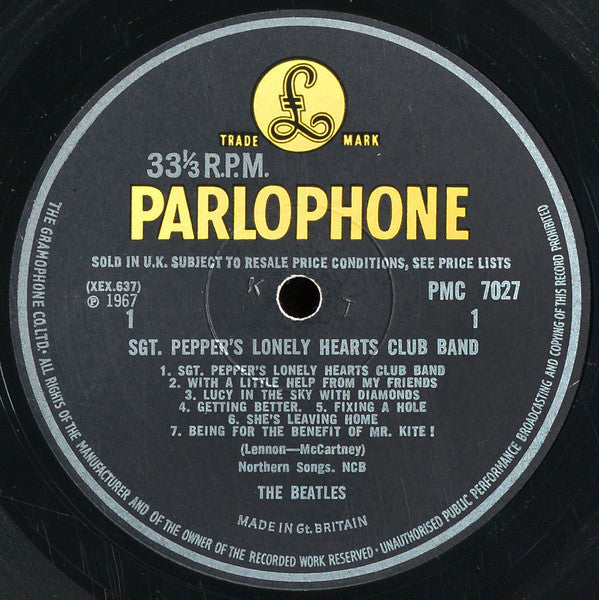 £
TRADE MARK
33⅓ R.P.M.
PARLOPHONE
SOLD IN U.K. SUBJECT TO RESALE PRICE CONDITIONS, SEE PRICE LISTS
(XEX.637) K T PMC 7027
℗ 1967
1 1
SGT. PEPPER'S LONELY HEARTS CLUB BAND
1. SGT. PEPPER'S LONELY HEARTS CLUB BAND
2. WITH A LITTLE HELP FROM MY FRIENDS
3. LUCY IN THE SKY WITH DIAMONDS
4. GETTING BETTER. 5. FIXING A HOLE
6. SHE'S LEAVING HOME
7. BEING FOR THE BENEFIT OF MR. KITE !
(Lennon—McCartney)
Northern Songs. NCB
THE BEATLES
MADE IN Gt. BRITAIN
THE GRAMOPHONE CO. LTD. · ALL RIGHTS OF THE MANUFACTURER AND OF THE OWNER OF THE RECORDED WORK RESERVED · UNAUTHORISED PUBLIC PERFORMANCE BROADCASTING AND COPYING OF THIS RECORD PROHIBITED